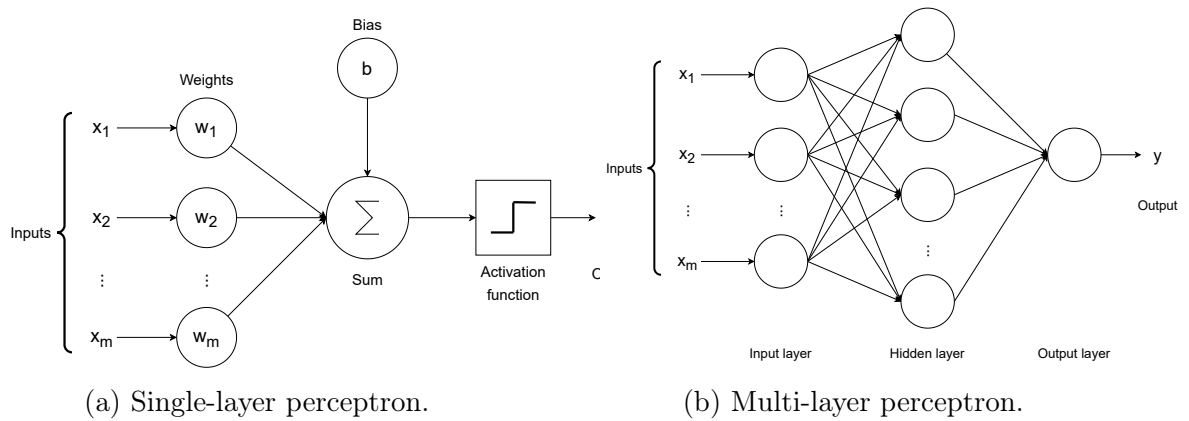 Bias
b
Weights
x1
w1
x2
w2
Inputs
Σ
Sum
Activation
function
⋮
⋮
xm
wm
(a) Single-layer perceptron.
x1
x2
Inputs
⋮
⋮
xm
⋮
y
Output
Input layer
Hidden layer
Output layer
(b) Multi-layer perceptron.